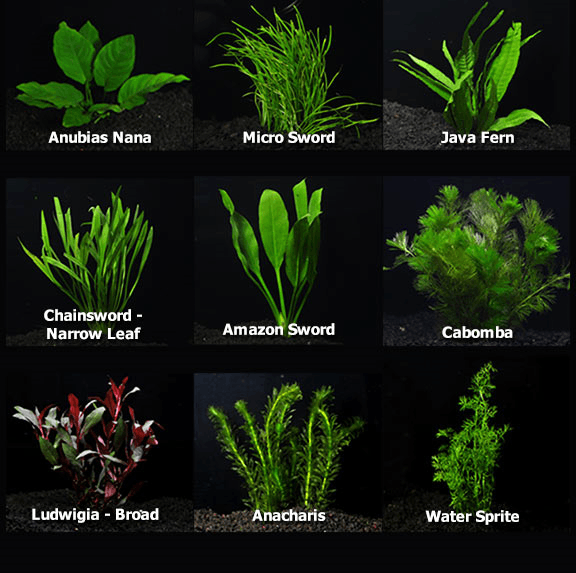 Anubias Nana
Micro Sword
Java Fern
Chainsword -
Narrow Leaf
Amazon Sword
Cabomba
Ludwigia - Broad
Anacharis
Water Sprite